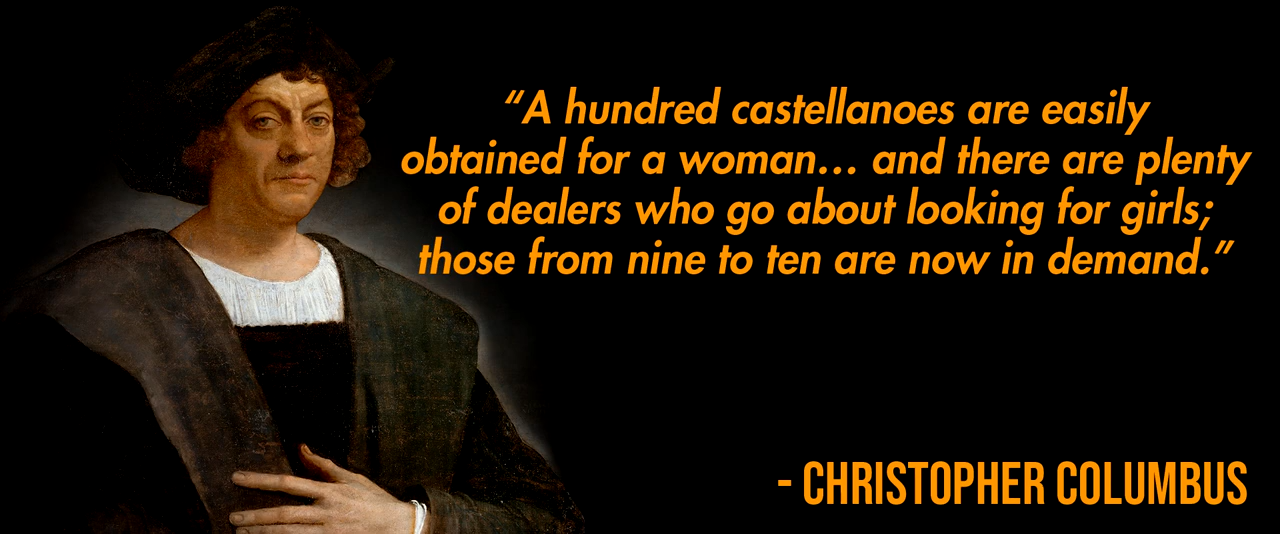 “A hundred castellanoes are easily
obtained for a woman... and there are plenty
of dealers who go about looking for girls;
those from nine to ten are now in demand.”
- CHRISTOPHER COLUMBUS